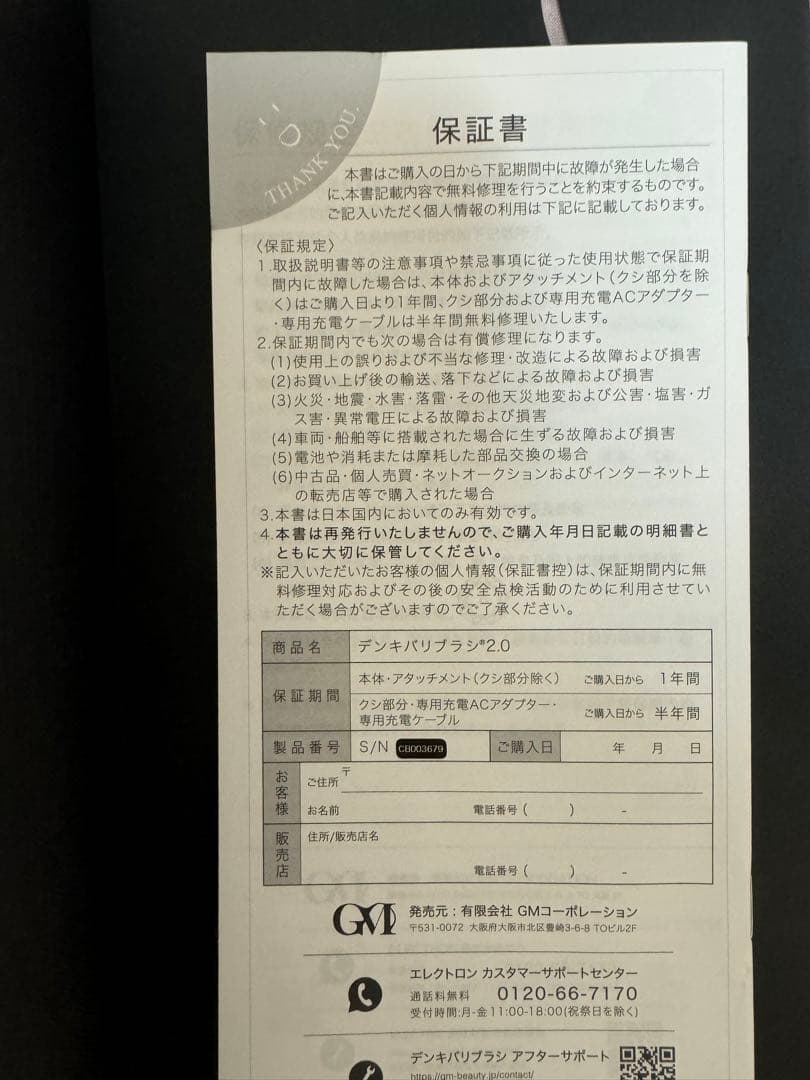 THANK YOU.
保証書
本書はご購入の日から下記期間中に故障が発生した場合
に、本書記載内容で無料修理を行うことを約束するものです。
ご記入いただく個人情報の利用は下記に記載しております。
〈保証規定〉
1.取扱説明書等の注意事項や禁忌事項に従った使用状態で保証期
間内に故障した場合は、本体およびアタッチメント(クシ部分を除
く)はご購入日より1年間、クシ部分および専用充電ACアダプター
・専用充電ケーブルは半年間無料修理いたします。
2.保証期間内でも次の場合は有償修理になります。
(1)使用上の誤りおよび不当な修理・改造による故障および損害
(2)お買い上げ後の輸送、落下などによる故障および損害
(3)火災・地震・水害・落雷・その他天災地変および公害・塩害・ガ
ス害・異常電圧による故障および損害
(4)車両・船舶等に搭載された場合に生ずる故障および損害
(5)電池や消耗または摩耗した部品交換の場合
(6)中古品・個人売買・ネットオークションおよびインターネット上
の転売店等で購入された場合
3.本書は日本国内においてのみ有効です。
4.本書は再発行いたしませんので、ご購入年月日記載の明細書と
ともに大切に保管してください。
※記入いただいたお客様の個人情報(保証書控)は、保証期間内に無
料修理対応およびその後の安全点検活動のために利用させてい
ただく場合がございますのでご了承ください。
商品名 デンキバリブラシ®2.0
保証期間 本体・アタッチメント(クシ部分除く) ご購入日から 1年間
クシ部分・専用充電ACアダプター・
専用充電ケーブル ご購入日から 半年間
製品番号 S/N CB003679 ご購入日 年 月 日
お客様 ご住所 〒
お名前 電話番号( ) -
販売店 住所/販売店名
電話番号( ) -
GM 発売元:有限会社 GMコーポレーション
〒531-0072 大阪府大阪市北区豊崎3-6-8 TOビル2F
エレクトロン カスタマーサポートセンター
通話料無料 0120-66-7170
受付時間:月-金11:00-18:00(祝祭日を除く)
デンキバリブラシ アフターサポート
https://gm-beauty.jp/contact/